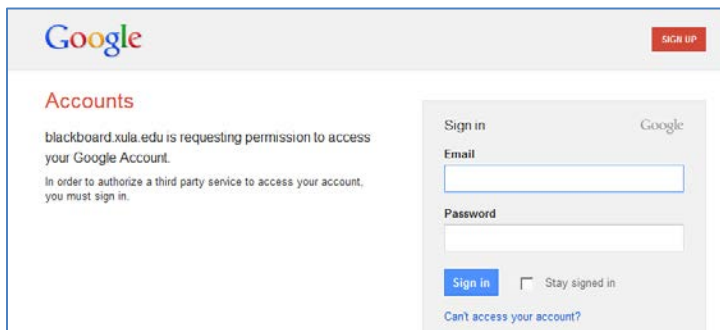 Google
SIGN UP
Accounts
blackboard.xula.edu is requesting permission to access
your Google Account.
In order to authorize a third party service to access your account,
you must sign in.
Sign in Google
Email
Password
Sign in Stay signed in
Can't access your account?